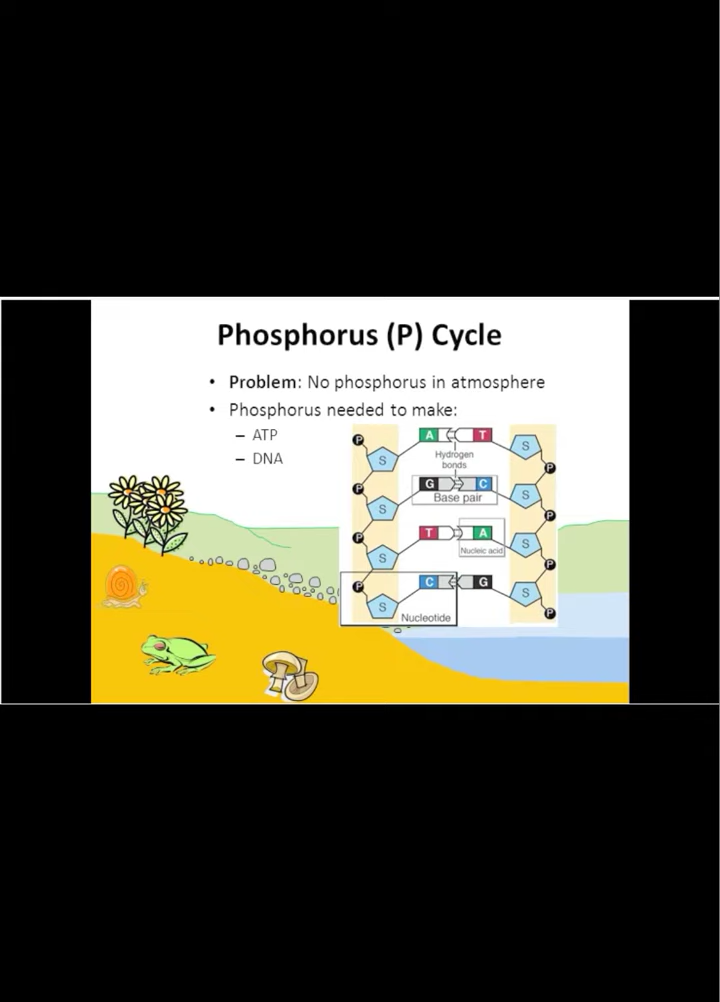 Phosphorus (P) Cycle
• Problem: No phosphorus in atmosphere
• Phosphorus needed to make:
– ATP
– DNA
P
A T
S
S
Hydrogen
bonds
P
P
G C
Base pair
S
S
P
P
T A
Nucleic acid
S
S
P
P
C G
S
S
Nucleotide
P